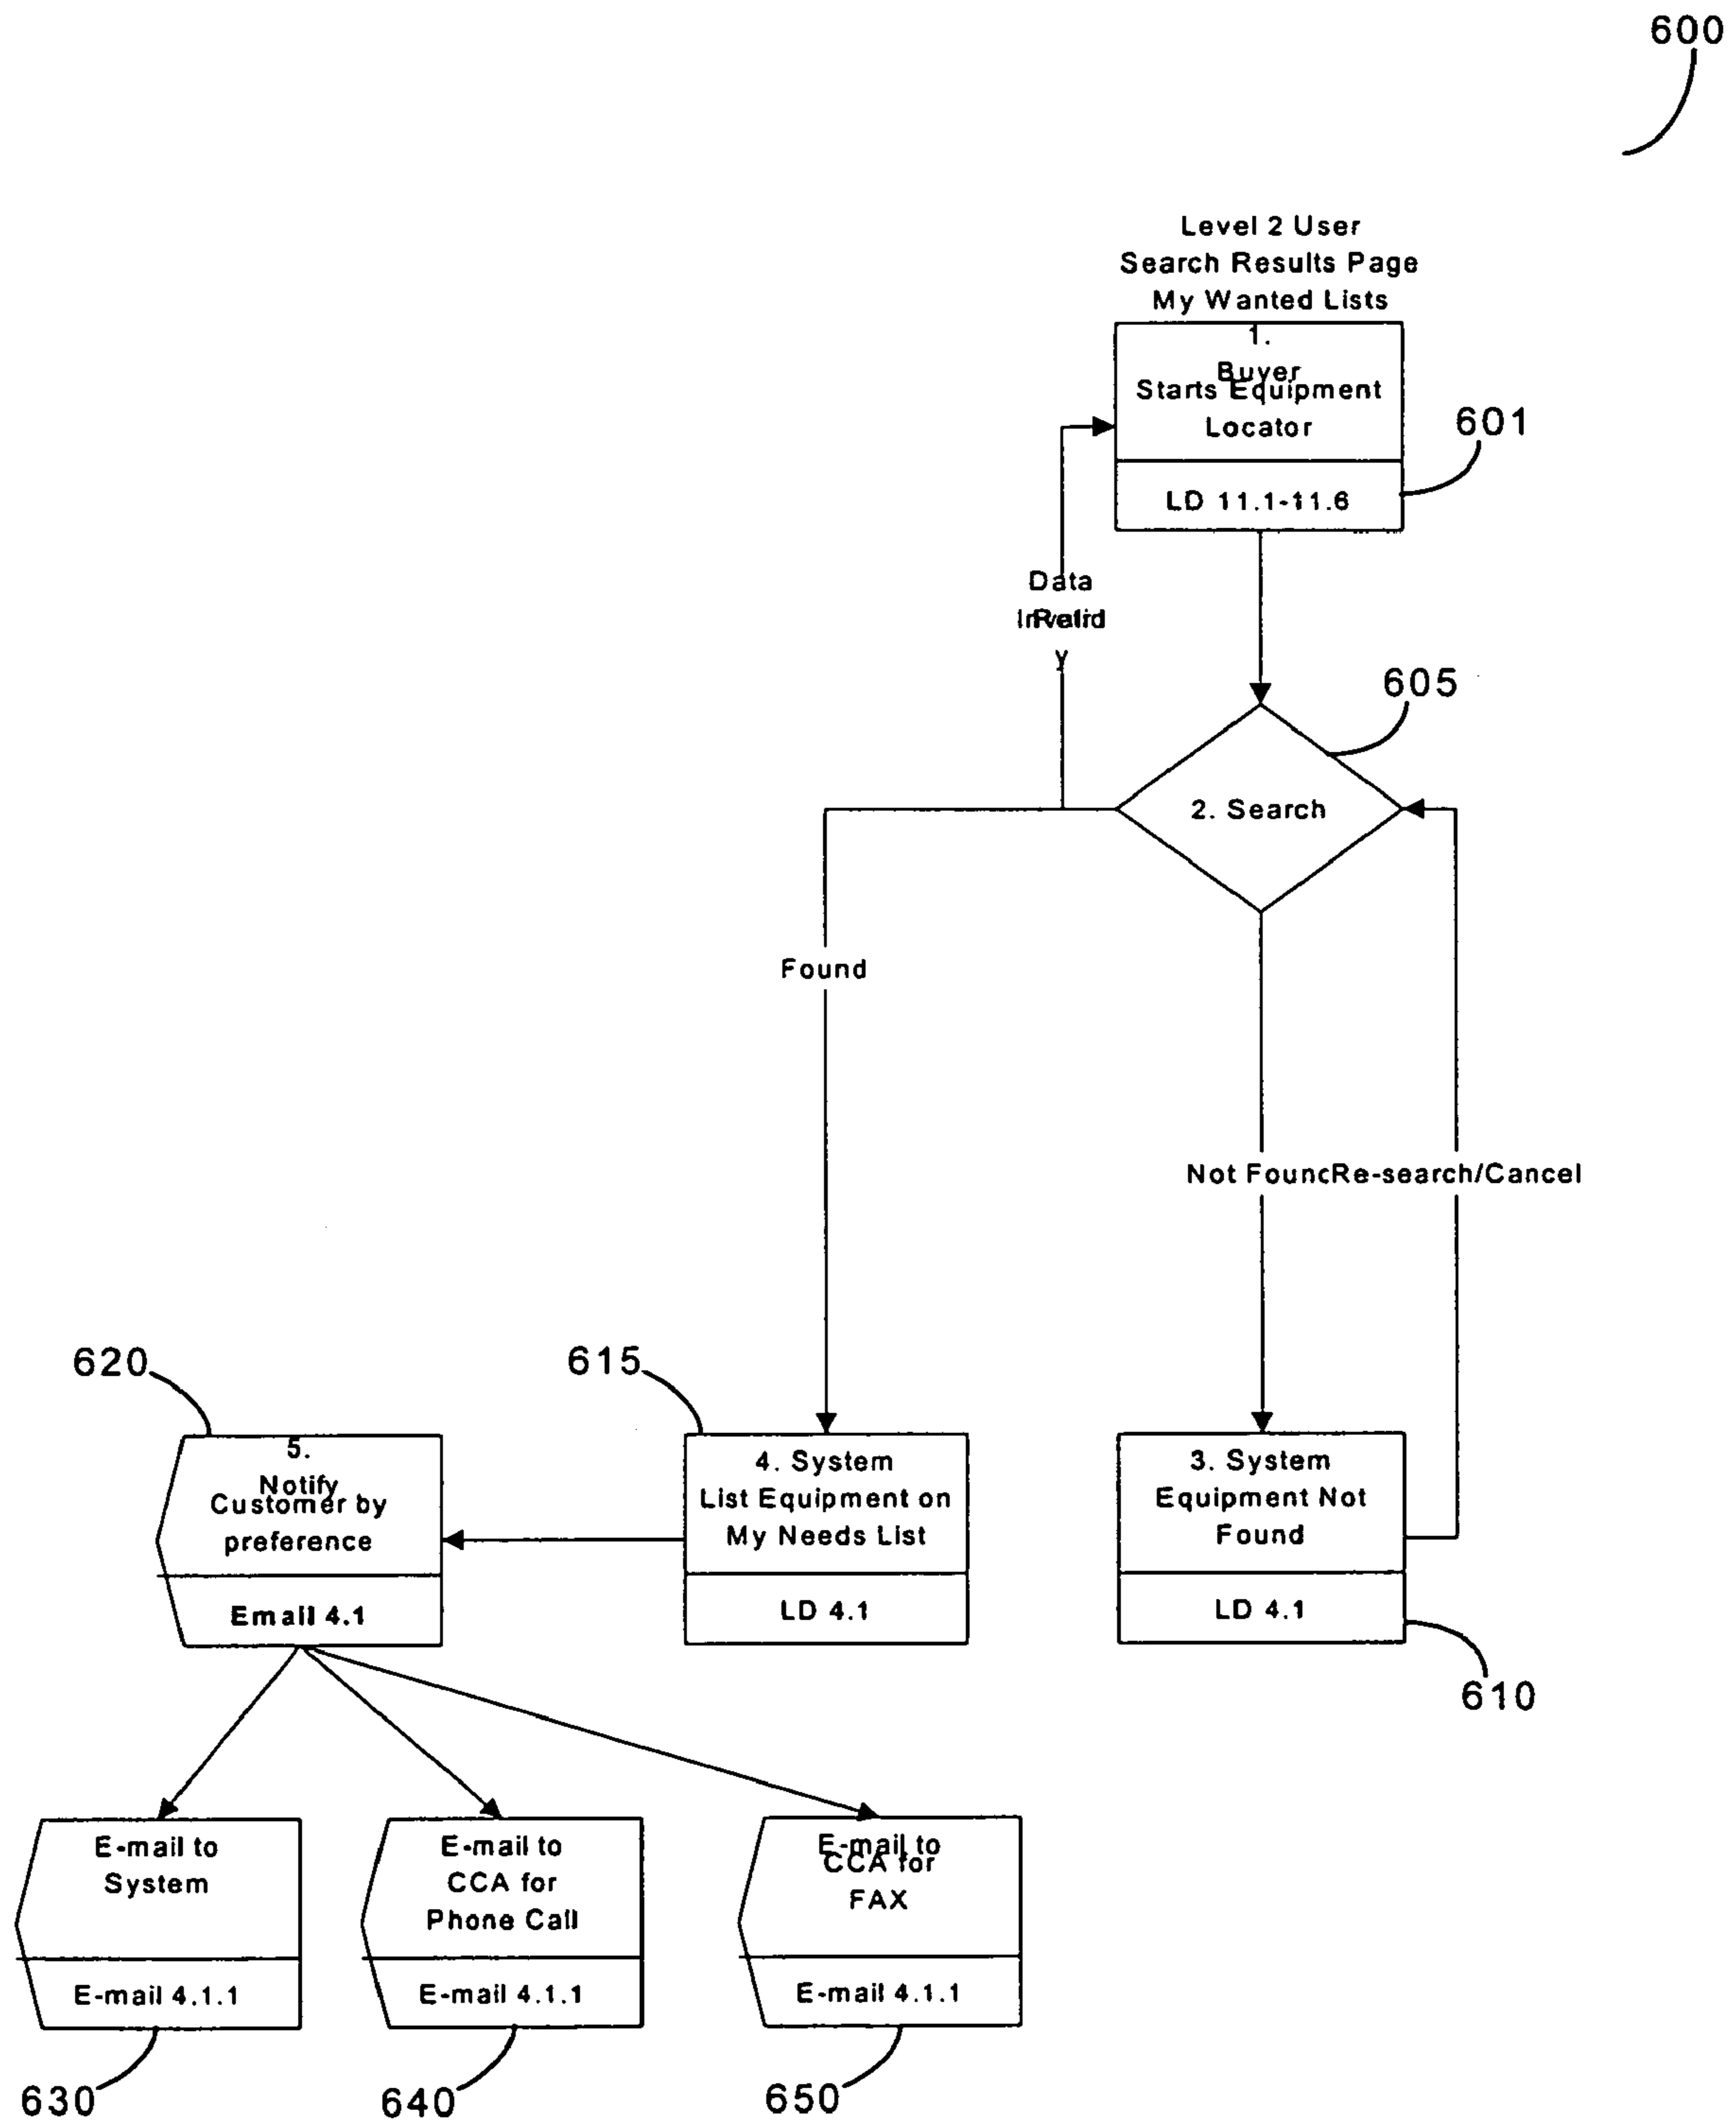 600
Level 2 User
Search Results Page
My Wanted Lists
1.
Buyer
Starts Equipment
Locator
LD 11.1-11.6
601
Data
Invalid
y
605
2. Search
Found
Not Found
Re-search/Cancel
620
5.
Notify
Customer by
preference
Email 4.1
615
4. System
List Equipment on
My Needs List
LD 4.1
3. System
Equipment Not
Found
LD 4.1
610
E-mail to
System
E-mail 4.1.1
630
E-mail to
CCA for
Phone Call
E-mail 4.1.1
640
E-mail to
CCA for
FAX
E-mail 4.1.1
650